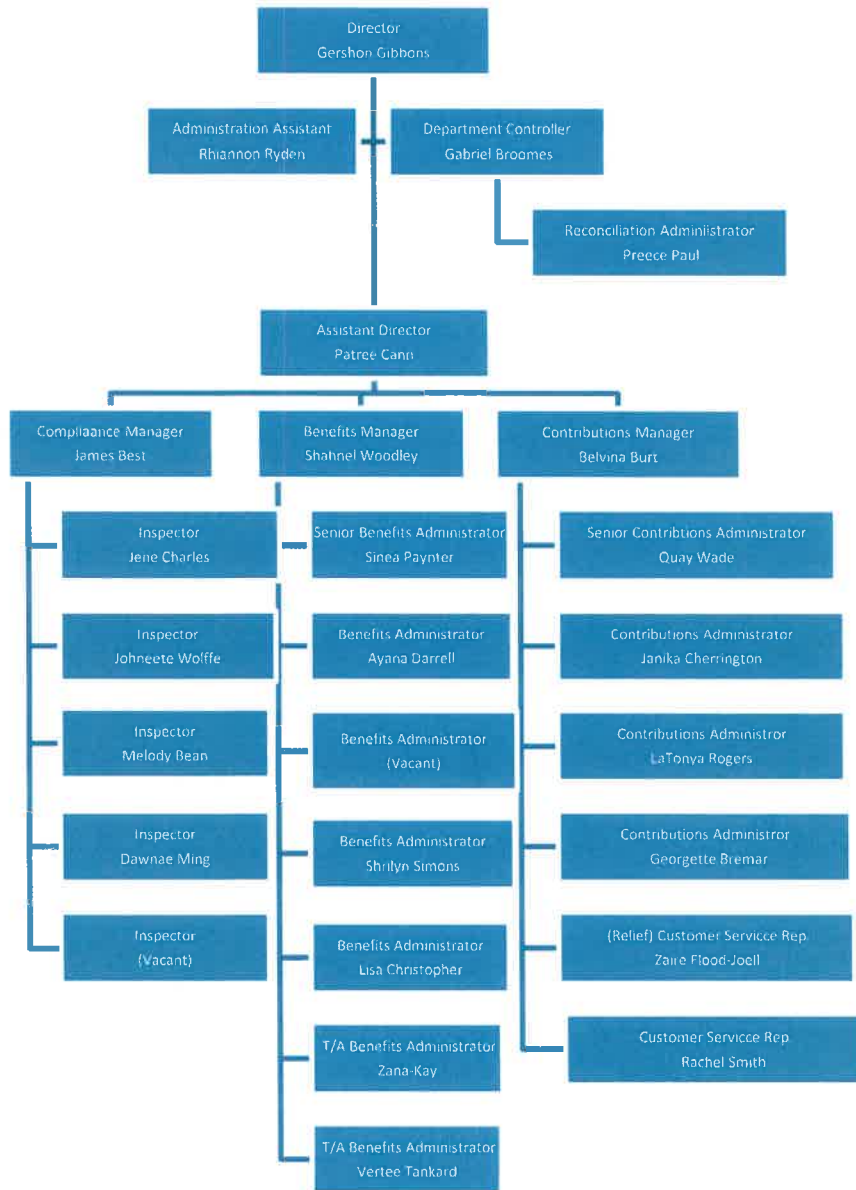 Director
Gershon Gibbons
Administration Assistant
Rhiannon Ryden
Department Controller
Gabriel Broomes
Reconciliation Adminiistrator
Preece Paul
Assistant Director
Patree Cann
Compliaance Manager
James Best
Benefits Manager
Shahnel Woodley
Contributions Manager
Belvina Burt
Inspector
Jene Charles
Inspector
Johneete Wolffe
Inspector
Melody Bean
Inspector
Dawnae Ming
Inspector
(Vacant)
Senior Benefits Administrator
Sinea Paynter
Benefits Administrator
Ayana Darrell
Benefits Administrator
(Vacant)
Benefits Administrator
Shrilyn Simons
Benefits Administrator
Lisa Christopher
T/A Benefits Administrator
Zana-Kay
T/A Benefits Administrator
Vertee Tankard
Senior Contribtions Administrator
Quay Wade
Contributions Administrator
Janika Cherrington
Contributions Administror
LaTonya Rogers
Contributions Administror
Georgette Bremar
(Relief) Customer Servicce Rep
Zaire Flood-Joell
Customer Servicce Rep
Rachel Smith